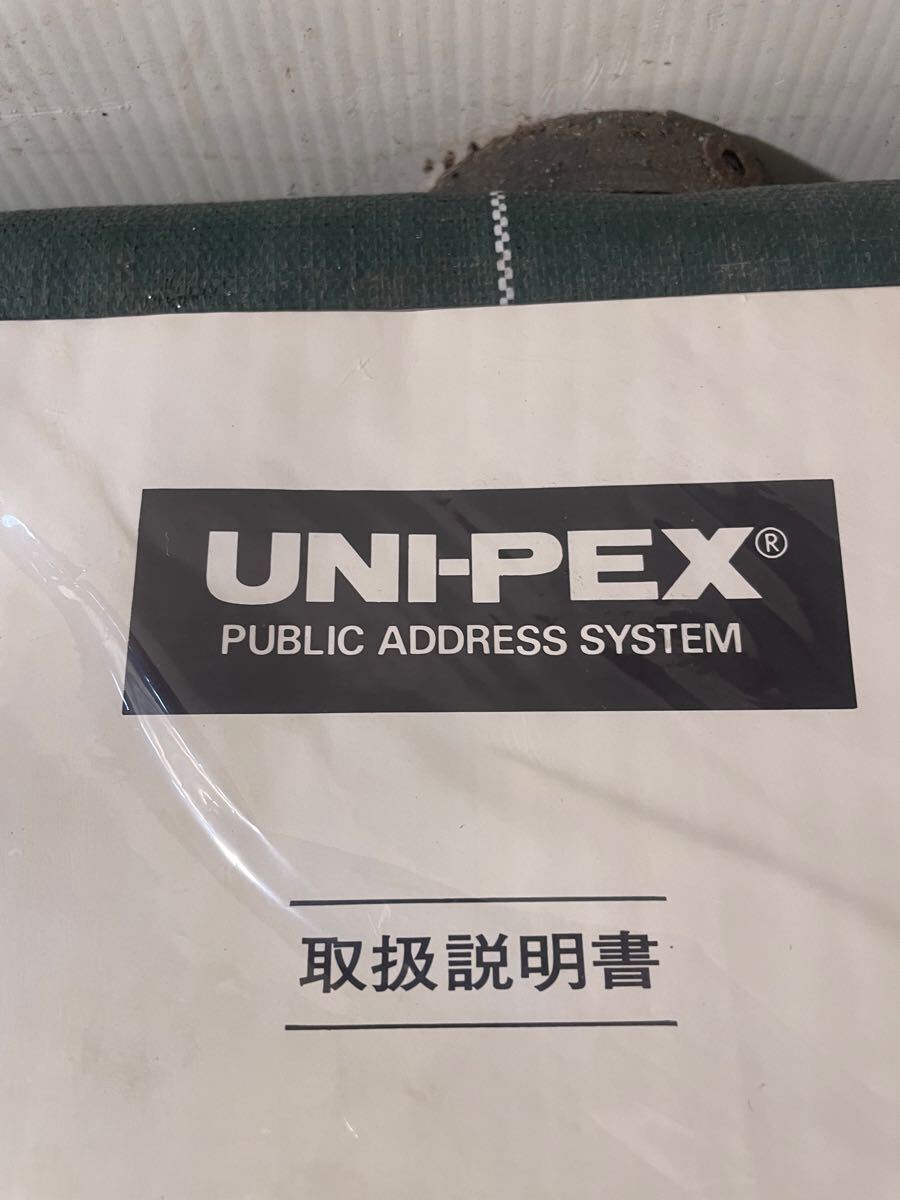 UNI-PEX®
PUBLIC ADDRESS SYSTEM
取扱説明書